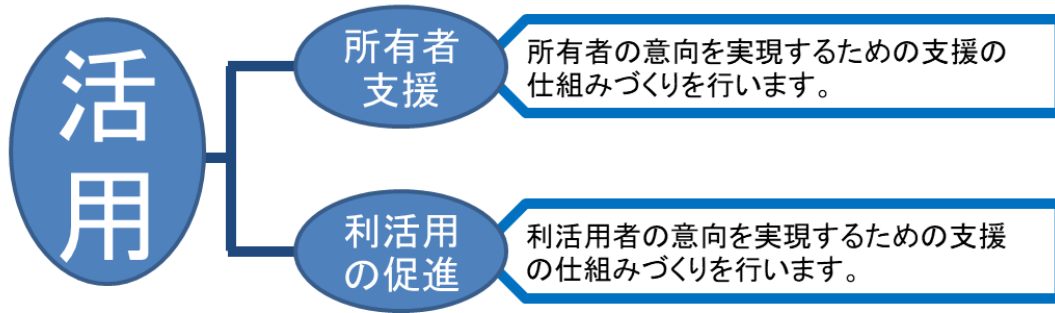 活
用
所有者
支援
所有者の意向を実現するための支援の
仕組みづくりを行います。
利活用
の促進
利活用者の意向を実現するための支援
の仕組みづくりを行います。